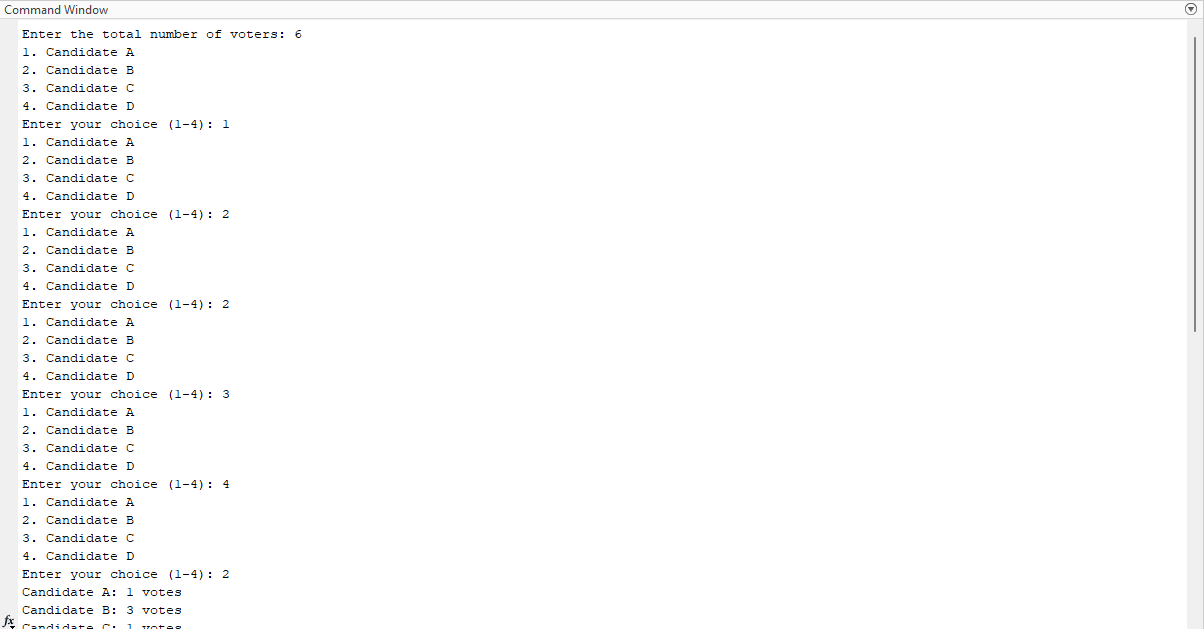 Command Window
Enter the total number of voters: 6
1. Candidate A
2. Candidate B
3. Candidate C
4. Candidate D
Enter your choice (1-4): 1
1. Candidate A
2. Candidate B
3. Candidate C
4. Candidate D
Enter your choice (1-4): 2
1. Candidate A
2. Candidate B
3. Candidate C
4. Candidate D
Enter your choice (1-4): 2
1. Candidate A
2. Candidate B
3. Candidate C
4. Candidate D
Enter your choice (1-4): 3
1. Candidate A
2. Candidate B
3. Candidate C
4. Candidate D
Enter your choice (1-4): 4
1. Candidate A
2. Candidate B
3. Candidate C
4. Candidate D
Enter your choice (1-4): 2
Candidate A: 1 votes
Candidate B: 3 votes
fx Candidate C: 1 votes